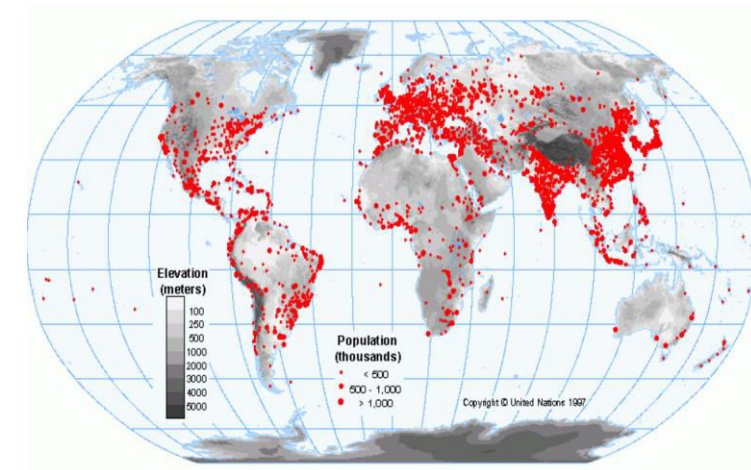 Elevation
(meters)
100
250
500
1000
2000
3000
4000
5000
Population
(thousands)
< 500
500 - 1,000
> 1,000
Copyright © United Nations 1997